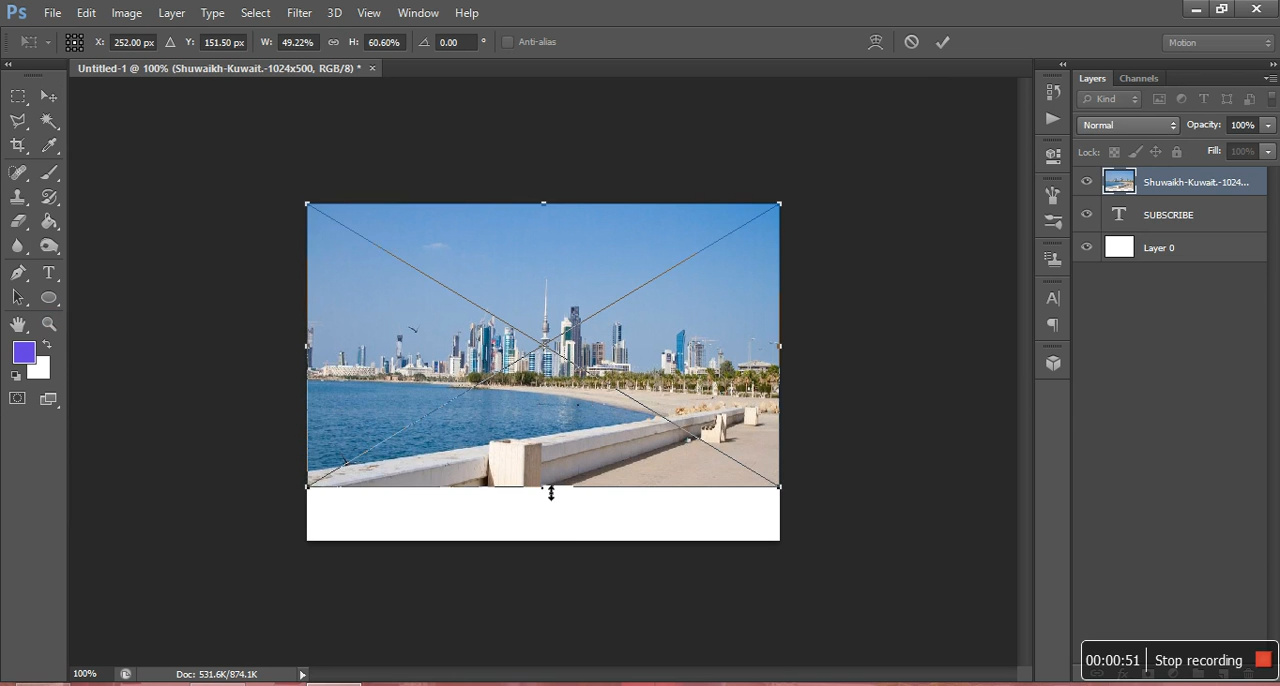 Ps File Edit Image Layer Type Select Filter 3D View Window Help
X: 252.00 px Y: 151.50 px W: 49.22% H: 60.60% 0.00 ° Anti-alias Motion
Untitled-1 @ 100% (Shuwaikh-Kuwait.-1024x500, RGB/8) * ×
Layers Channels
Kind
Normal Opacity: 100%
Lock: Fill: 100%
Shuwaikh-Kuwait.-1024...
T SUBSCRIBE
Layer 0
100% Doc: 531.6K/874.1K
00:00:51 Stop recording